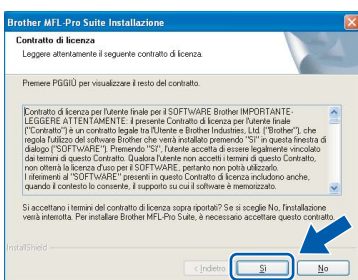 Brother MFL-Pro Suite Installazione
Contratto di licenza
Leggere attentamente il seguente contratto di licenza.
Premere PGGIÙ per visualizzare il resto del contratto.
Contratto di licenza per l'utente finale per il SOFTWARE Brother IMPORTANTE-
LEGGERE ATTENTAMENTE: il presente Contratto di licenza per l'utente finale
("Contratto") è un contratto legale tra l'Utente e Brother Industries, Ltd. ("Brother"), che
regola l'utilizzo del software Brother che verrà installato premendo "SI" in questa finestra di
dialogo ("SOFTWARE"). Premendo "SI", l'utente accetta di essere legalmente vincolato
dai termini di questo Contratto. Qualora l'utente non accetti i termini di questo Contratto,
non otterrà la licenza d'uso per il SOFTWARE, pertanto non potrà utilizzarlo.
I riferimenti al "SOFTWARE" presenti in questo Contratto di licenza includono anche,
quando il contesto lo consente, il supporto su cui il software è memorizzato.
Si accettano i termini del contratto di licenza sopra riportati? Se si sceglie No, l'installazione
verrà interrotta. Per installare Brother MFL-Pro Suite, è necessario accettare questo contratto.
InstallShield
< Indietro
Sì
No